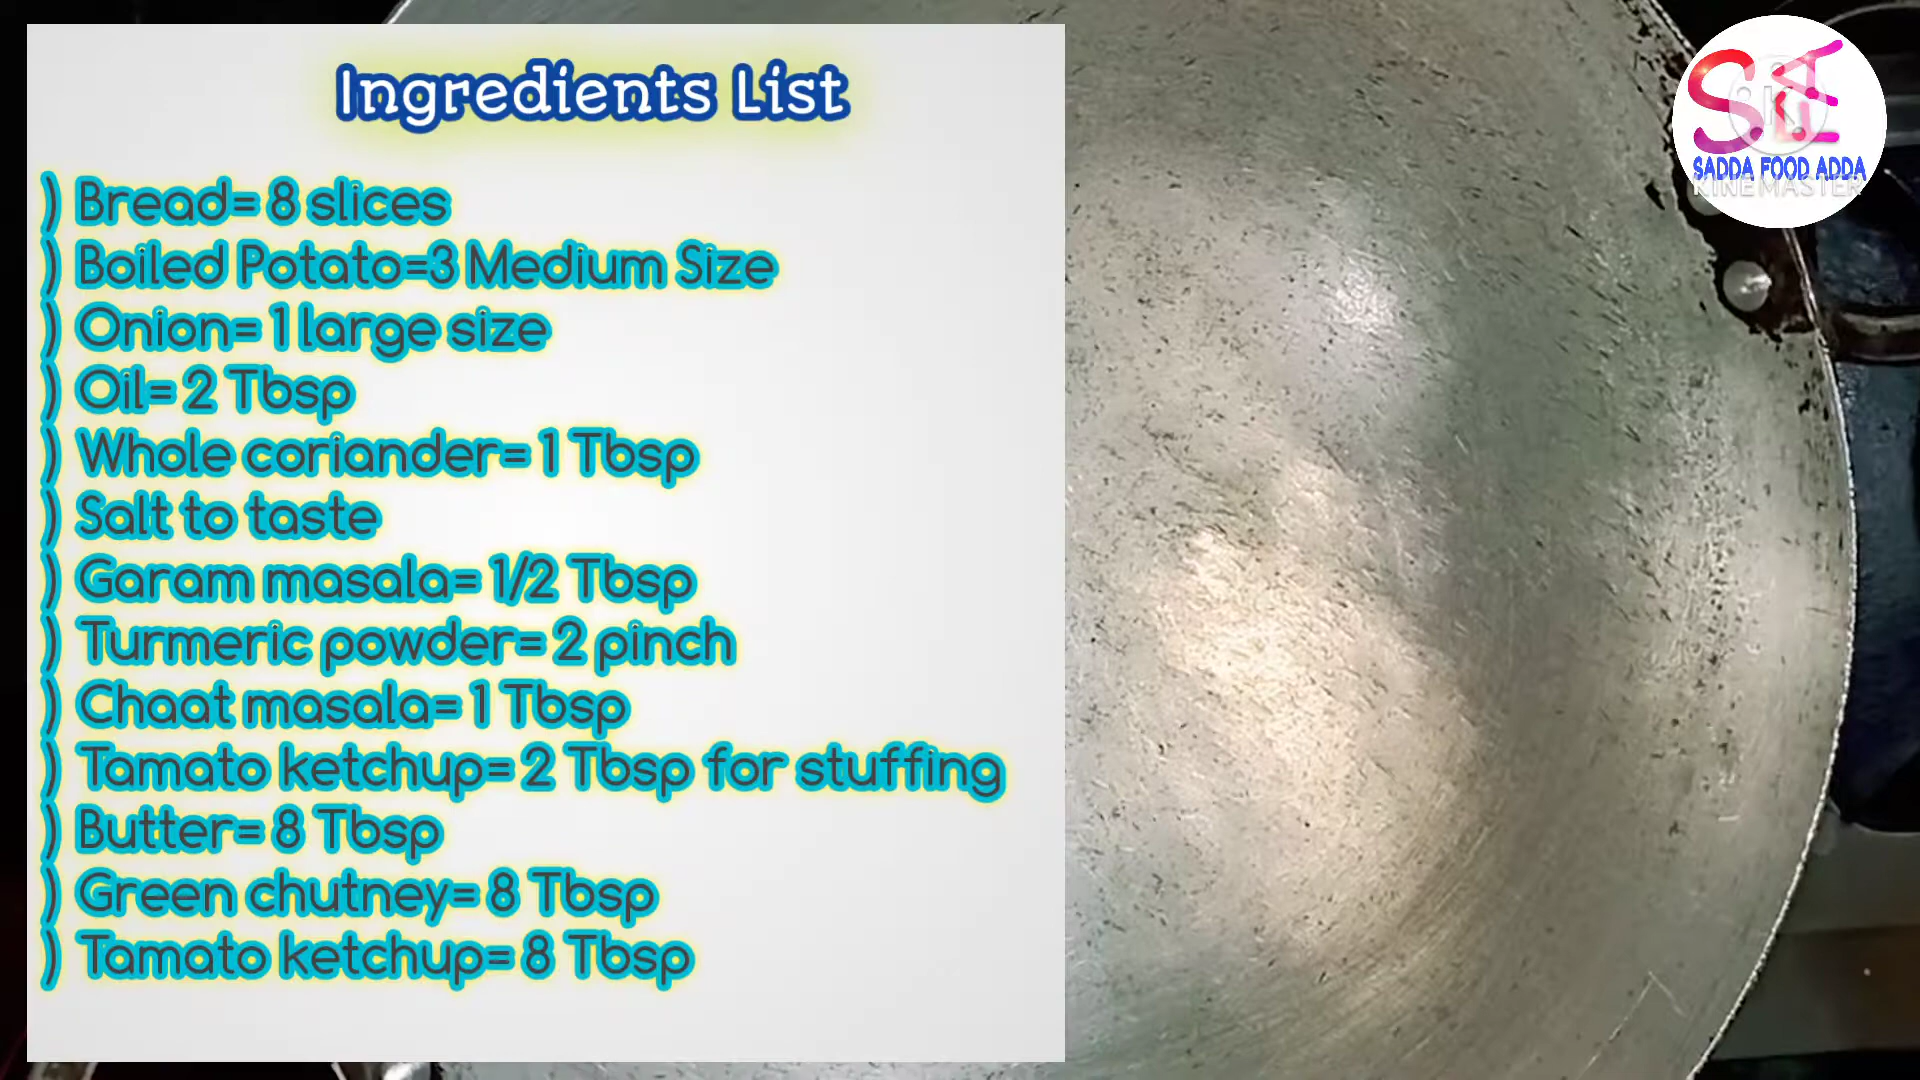 Ingredients List
) Bread= 8 slices
) Boiled Potato=3 Medium Size
) Onion= 1 large size
) Oil= 2 Tbsp
) Whole coriander= 1 Tbsp
) Salt to taste
) Garam masala= 1/2 Tbsp
) Turmeric powder= 2 pinch
) Chaat masala= 1 Tbsp
) Tamato ketchup= 2 Tbsp for stuffing
) Butter= 8 Tbsp
) Green chutney= 8 Tbsp
) Tamato ketchup= 8 Tbsp
SADDA FOOD ADDA
KINEMASTER